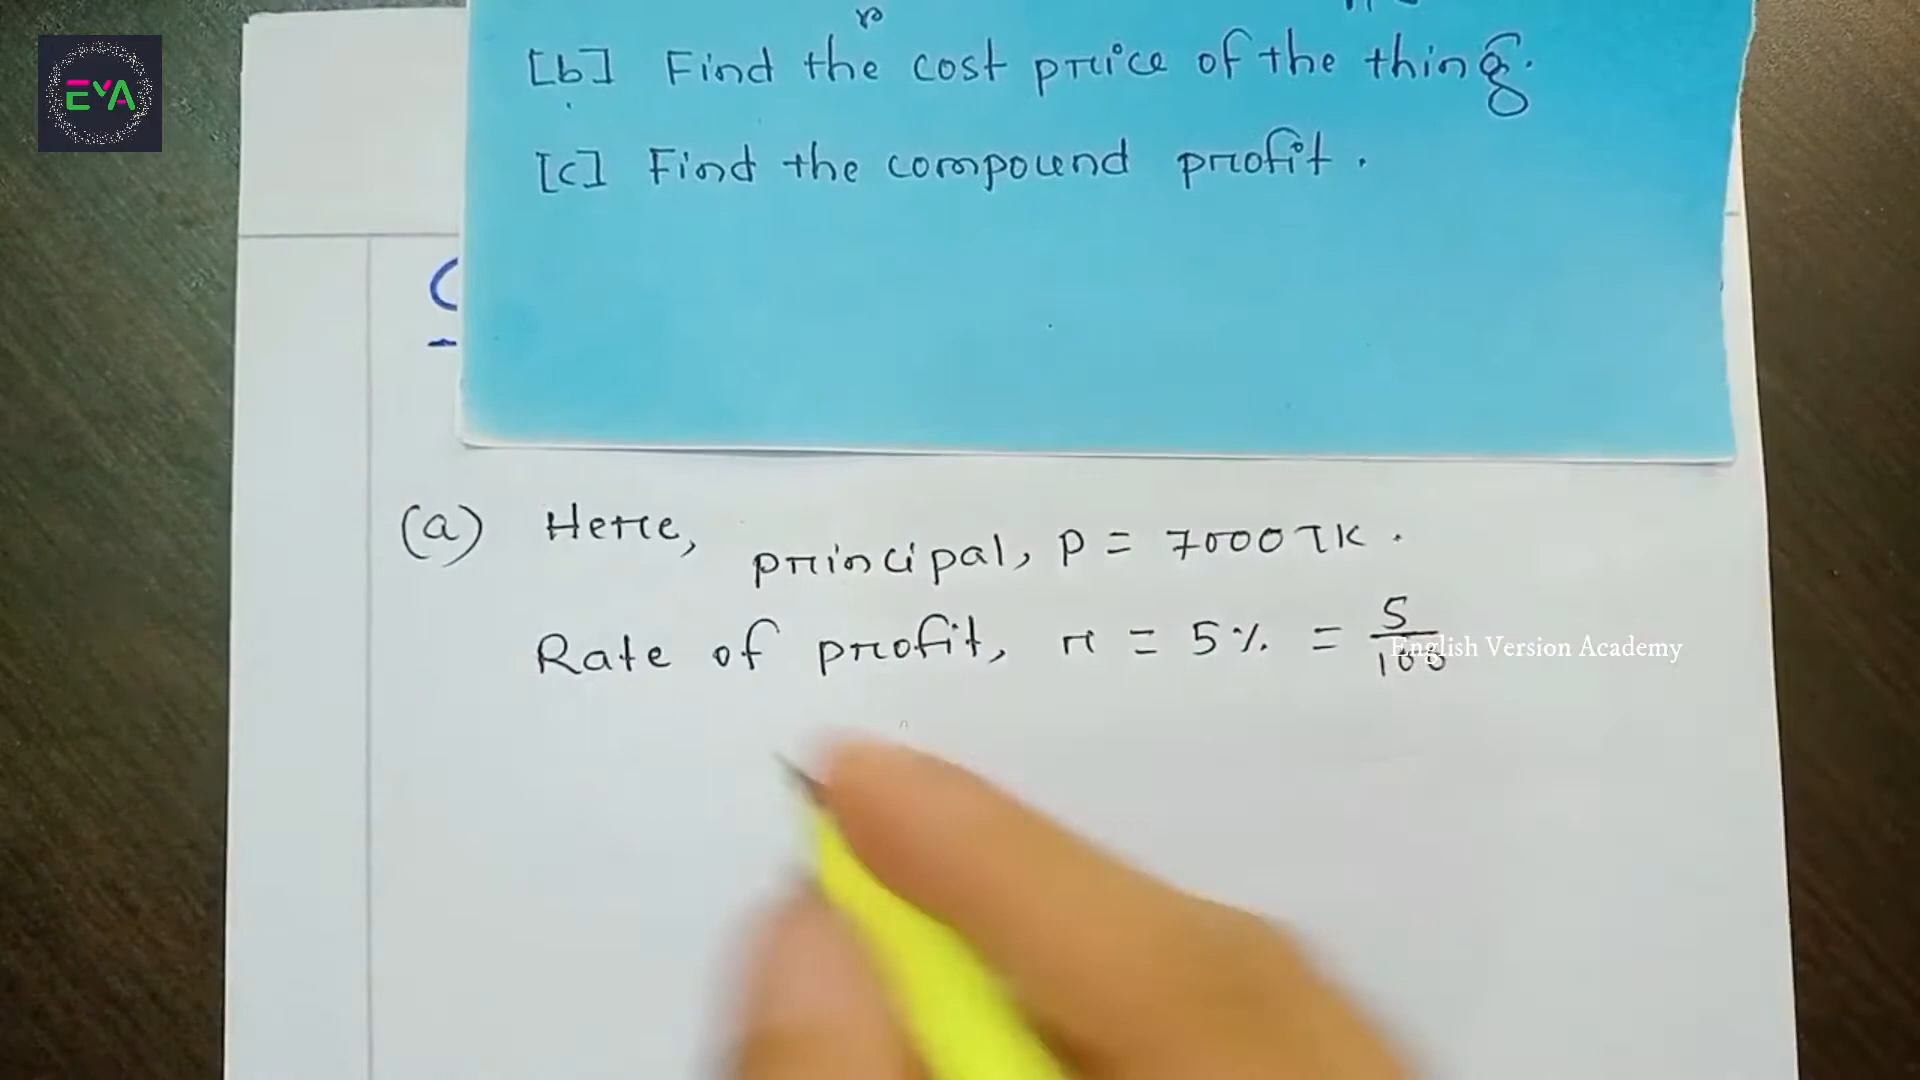 EVA
[b] Find the cost price of the thing.
[c] Find the compound profit.
(a) Here, principal, P = 7000 TK.
Rate of profit, r = 5% = 5/100
English Version Academy